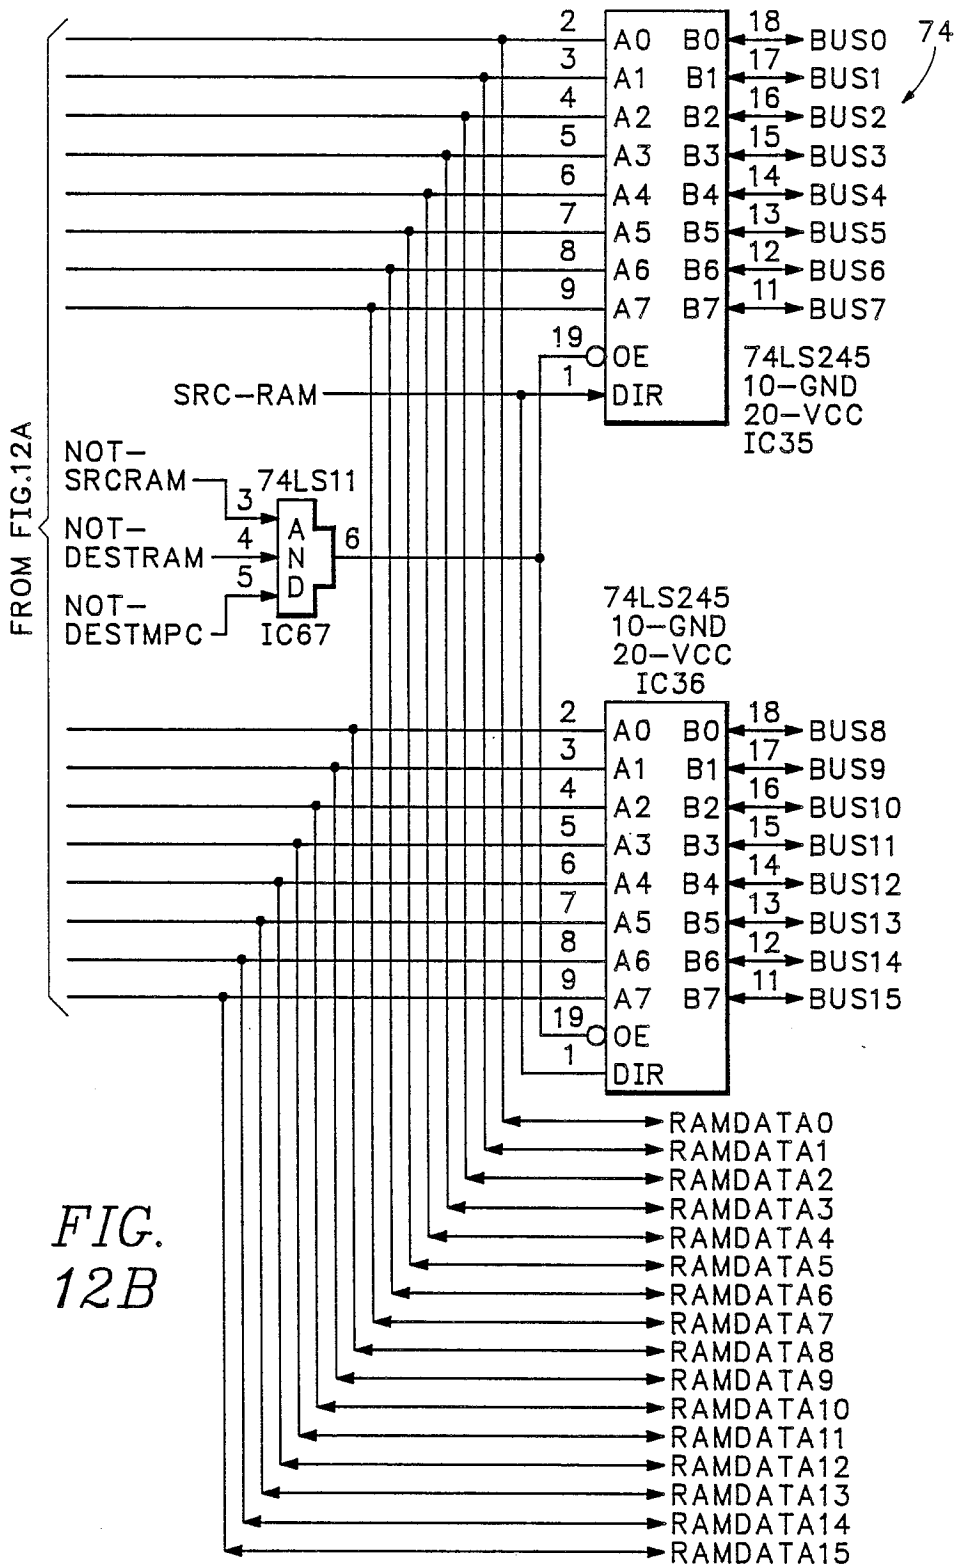 2 A0 B0 18 BUS0
74
3 A1 B1 17 BUS1
4 A2 B2 16 BUS2
5 A3 B3 15 BUS3
6 A4 B4 14 BUS4
7 A5 B5 13 BUS5
8 A6 B6 12 BUS6
9 A7 B7 11 BUS7
19 OE
SRC-RAM 1 DIR
74LS245
10-GND
20-VCC
IC35
FROM FIG.12A
NOT-
SRCRAM 3
NOT-
DESTRAM 4
NOT-
DESTMPC 5
74LS11
AND
6
IC67
74LS245
10-GND
20-VCC
IC36
2 A0 B0 18 BUS8
3 A1 B1 17 BUS9
4 A2 B2 16 BUS10
5 A3 B3 15 BUS11
6 A4 B4 14 BUS12
7 A5 B5 13 BUS13
8 A6 B6 12 BUS14
9 A7 B7 11 BUS15
19 OE
1 DIR
RAMDATA0
RAMDATA1
RAMDATA2
RAMDATA3
RAMDATA4
RAMDATA5
RAMDATA6
RAMDATA7
RAMDATA8
RAMDATA9
RAMDATA10
RAMDATA11
RAMDATA12
RAMDATA13
RAMDATA14
RAMDATA15
FIG.
12B